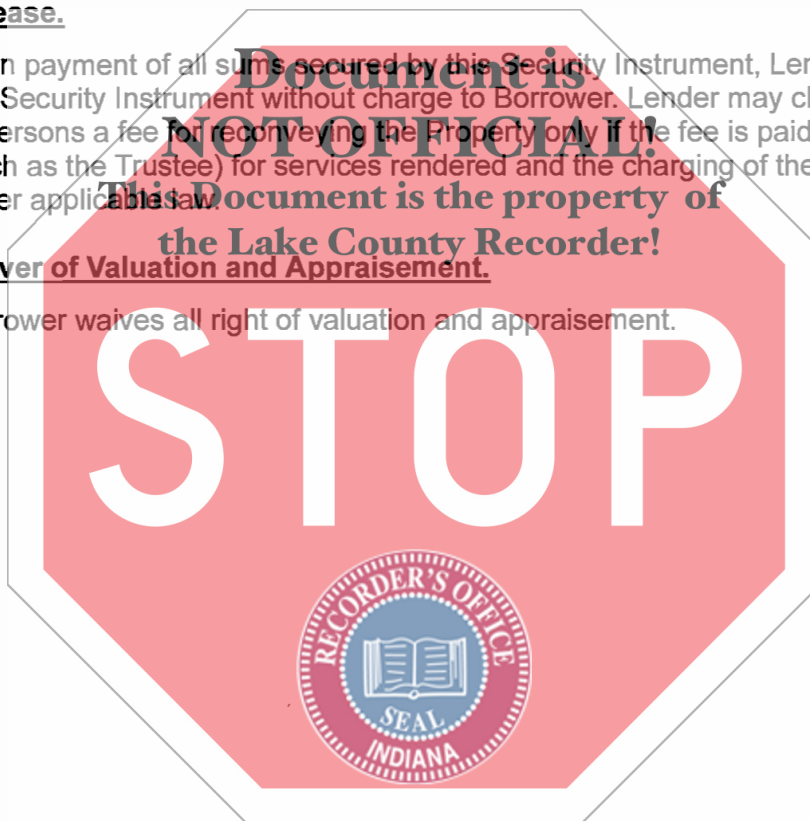 ease.
n payment of all sums secured by this Security Instrument, Len
Security Instrument without charge to Borrower. Lender may c
ersons a fee for reconveying the Property only if the fee is paid
h as the Trustee) for services rendered and the charging of the
er applicable law.
ver of Valuation and Appraisement.
rower waives all right of valuation and appraisement.
Document is
NOT OFFICIAL!
This Document is the property of
the Lake County Recorder!
STOP
RECORDER'S OFFICE
SEAL
INDIANA